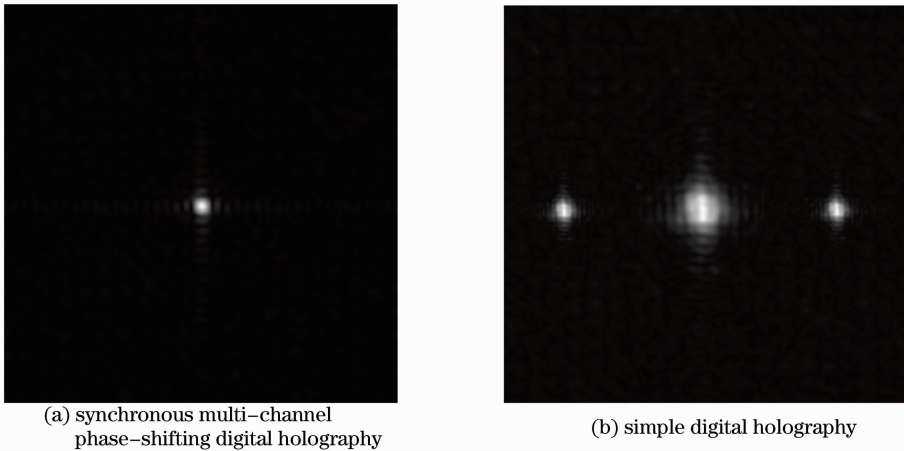 (a) synchronous multi−channel
phase−shifting digital holography
(b) simple digital holography